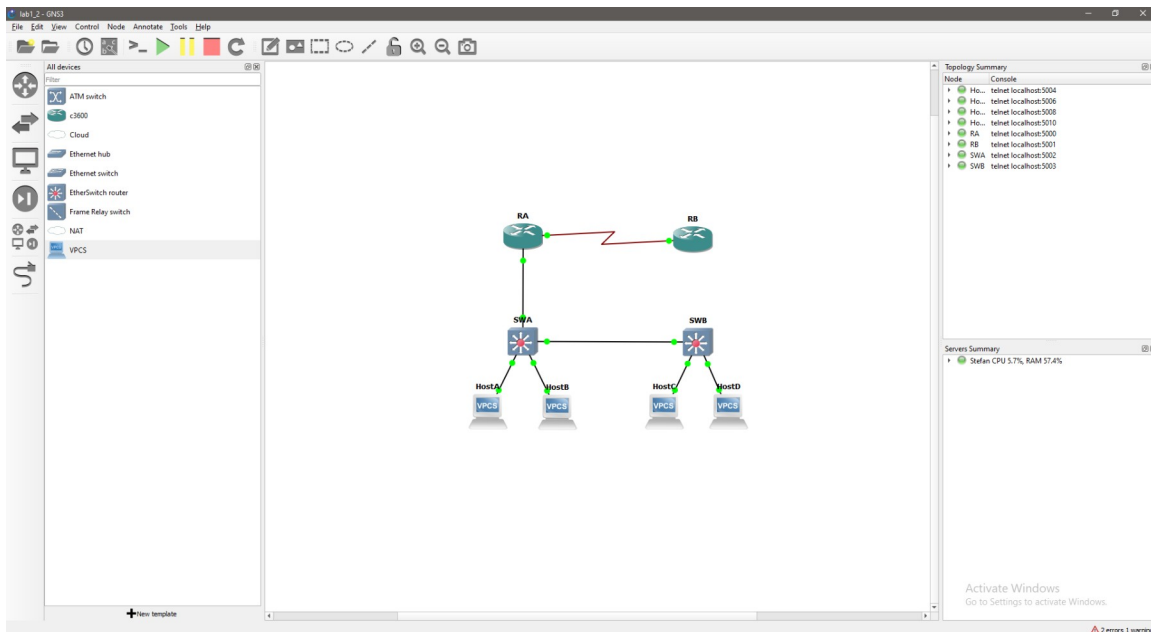 lab1_2 - GNS3
File Edit View Control Node Annotate Tools Help
All devices
Filter
ATM switch
c3600
Cloud
Ethernet hub
Ethernet switch
EtherSwitch router
Frame Relay switch
NAT
VPCS
New template
RA
RB
SWA
SWB
HostA
HostB
HostC
HostD
VPCS
VPCS
VPCS
VPCS
Topology Summary
Node Console
Ho... telnet localhost:5004
Ho... telnet localhost:5006
Ho... telnet localhost:5008
Ho... telnet localhost:5010
RA telnet localhost:5000
RB telnet localhost:5001
SWA telnet localhost:5002
SWB telnet localhost:5003
Servers Summary
Stefan CPU 5.7%, RAM 57.4%
Activate Windows
Go to Settings to activate Windows.
2 errors 1 warning